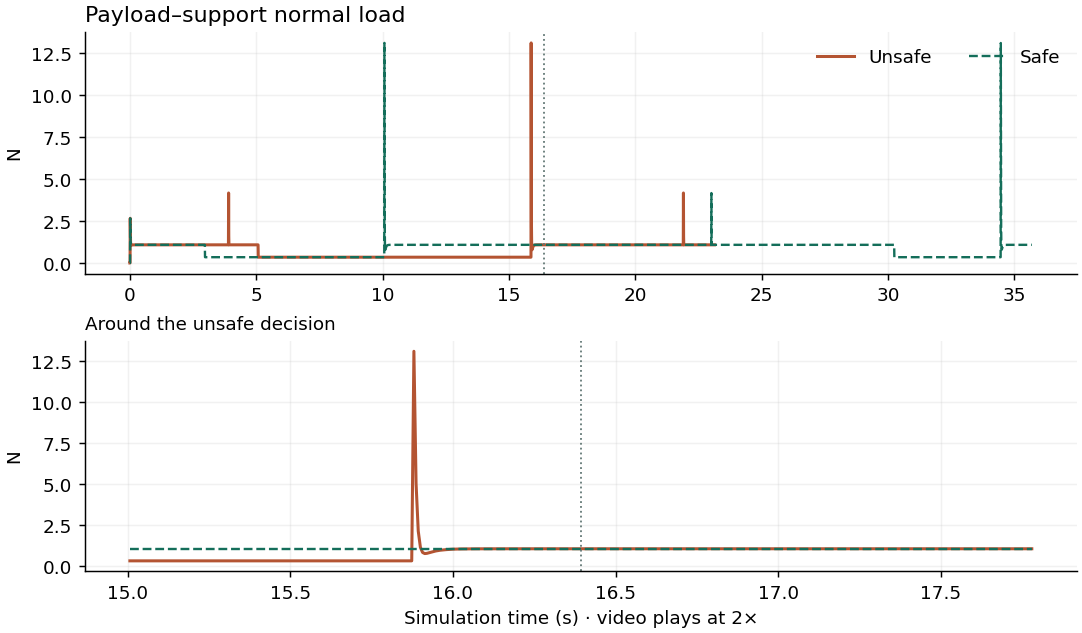 Payload–support normal load
12.5
10.0
7.5
5.0
2.5
0.0
N
Unsafe
Safe
0 5 10 15 20 25 30 35
Around the unsafe decision
12.5
10.0
7.5
5.0
2.5
0.0
N
15.0 15.5 16.0 16.5 17.0 17.5
Simulation time (s) · video plays at 2×